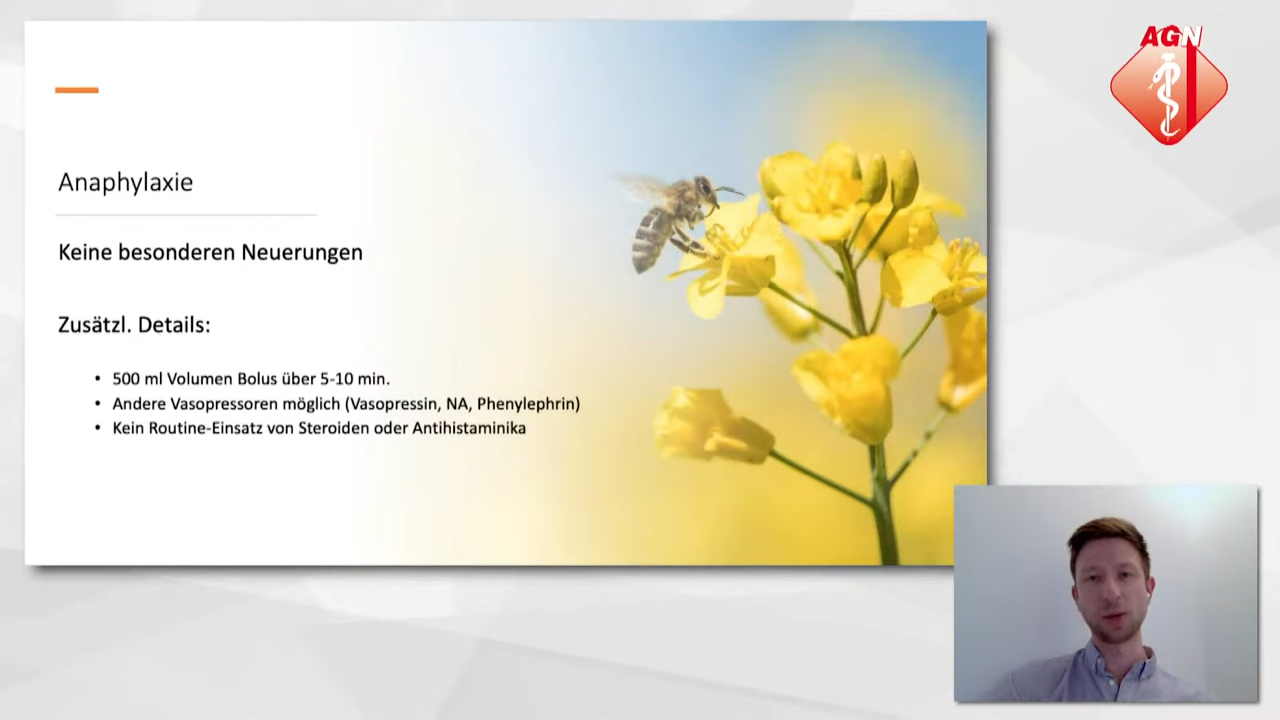 AGN
Anaphylaxie
Keine besonderen Neuerungen
Zusätzl. Details:
• 500 ml Volumen Bolus über 5-10 min.
• Andere Vasopressoren möglich (Vasopressin, NA, Phenylephrin)
• Kein Routine-Einsatz von Steroiden oder Antihistaminika